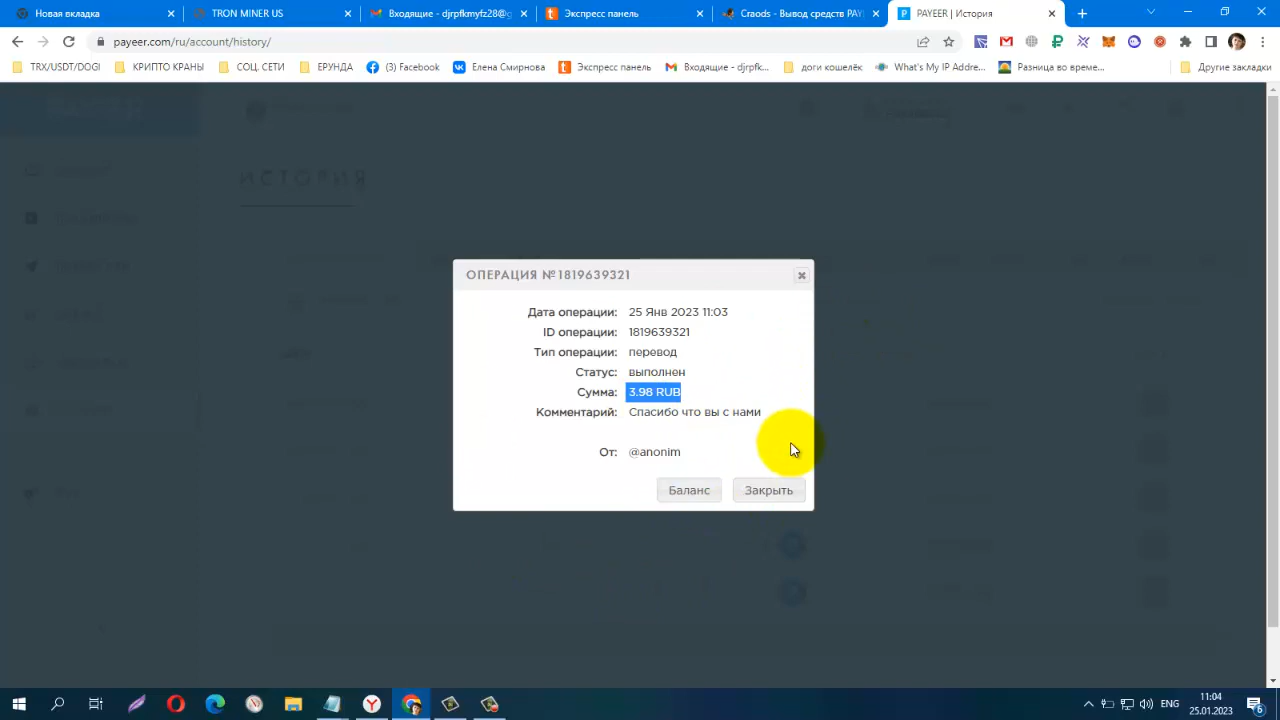 Новая вкладка
TRON MINER US
Входящие - djrpfkmyfz28@g
Экспресс панель
Craods - Вывод средств PAYI
PAYEER | История
payeer.com/ru/account/history/
TRX/USDT/DOGI
КРИПТО КРАНЫ
СОЦ. СЕТИ
ЕРУНДА
(3) Facebook
Елена Смирнова
Экспресс панель
Входящие - djrpfk...
доги кошелёк
What's My IP Addre...
Разница во време...
Другие закладки
ИСТОРИЯ
ОПЕРАЦИЯ №1819639321
Дата операции: 25 Янв 2023 11:03
ID операции: 1819639321
Тип операции: перевод
Статус: выполнен
Сумма: 3.98 RUB
Комментарий: Спасибо что вы с нами
От: @anonim
Баланс
Закрыть
ENG
11:04
25.01.2023
6